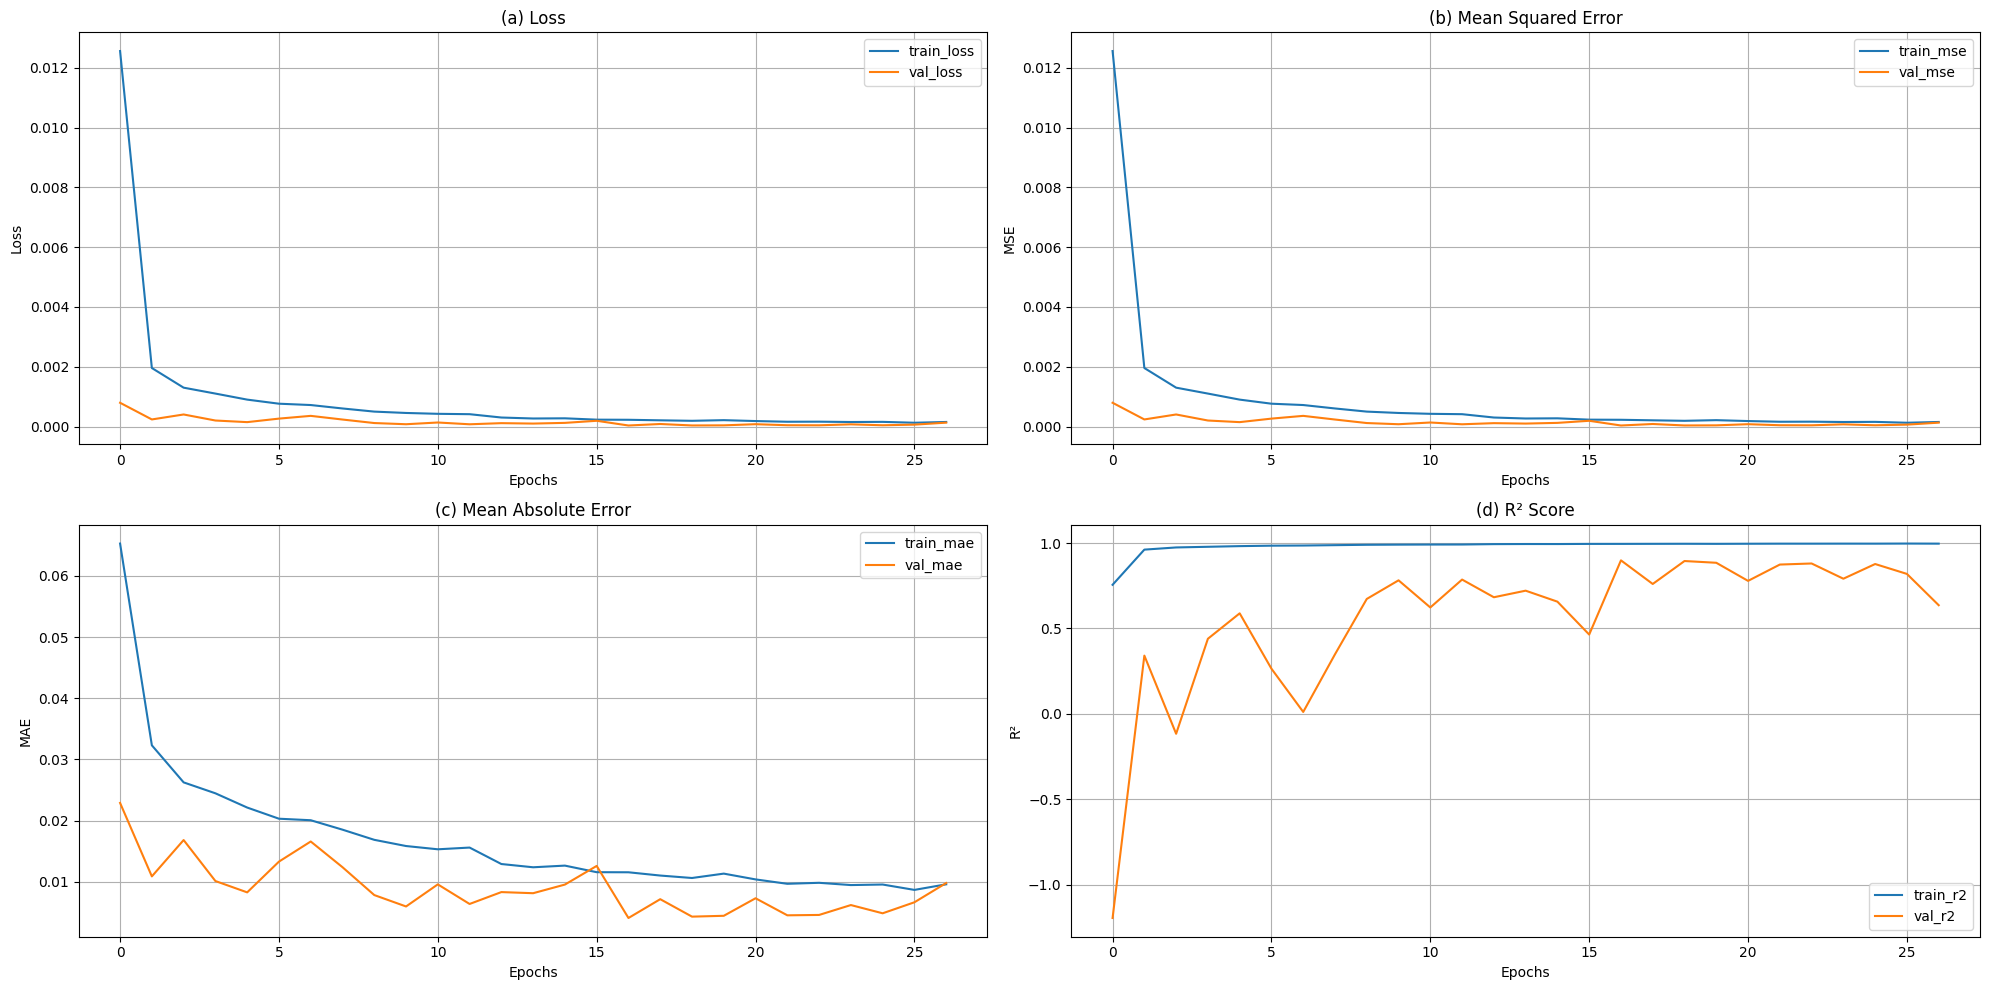 (a) Loss
train_loss
val_loss
0.012
0.010
0.008
0.006
0.004
0.002
0.000
Loss
0
5
10
15
20
25
Epochs
(b) Mean Squared Error
train_mse
val_mse
0.012
0.010
0.008
0.006
0.004
0.002
0.000
MSE
0
5
10
15
20
25
Epochs
(c) Mean Absolute Error
train_mae
val_mae
0.06
0.05
0.04
0.03
0.02
0.01
MAE
0
5
10
15
20
25
Epochs
(d) R² Score
1.0
0.5
0.0
−0.5
−1.0
R²
train_r2
val_r2
0
5
10
15
20
25
Epochs